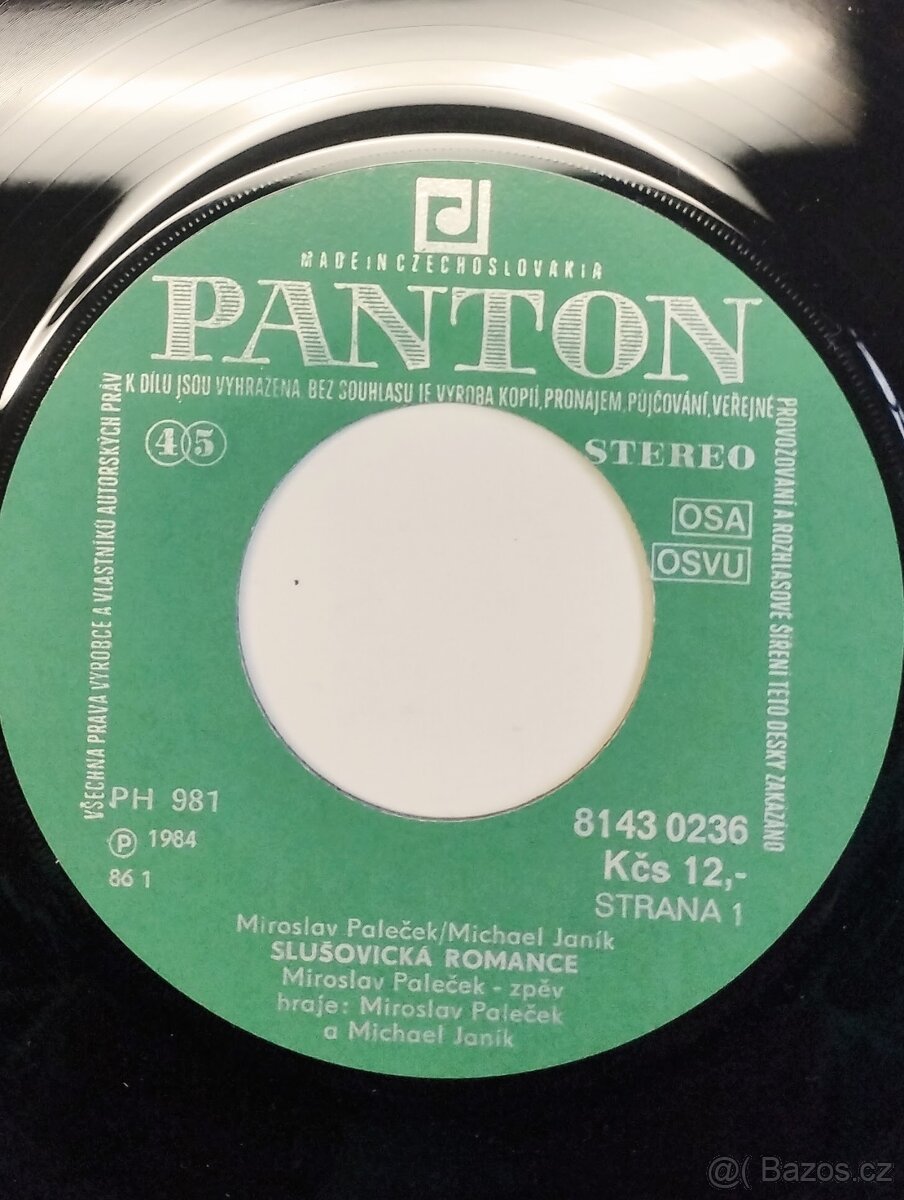 MADE IN CZECHOSLOVAKIA
PANTON
VŠECHNA PRÁVA VÝROBCE A VLASTNÍKŮ AUTORSKÝCH PRÁV
K DÍLU JSOU VYHRAZENA. BEZ SOUHLASU JE VÝROBA KOPIÍ, PRONÁJEM, PŮJČOVÁNÍ, VEŘEJNÉ
PROVOZOVÁNÍ A ROZHLASOVÉ ŠÍŘENÍ TÉTO DESKY ZAKÁZÁNO
45
STEREO
OSA
OSVU
PH 981
Ⓟ 1984
86 1
8143 0236
Kčs 12,-
STRANA 1
Miroslav Paleček/Michael Janík
SLUŠOVICKÁ ROMANCE
Miroslav Paleček - zpěv
hraje: Miroslav Paleček
a Michael Janík
@( Bazos.cz